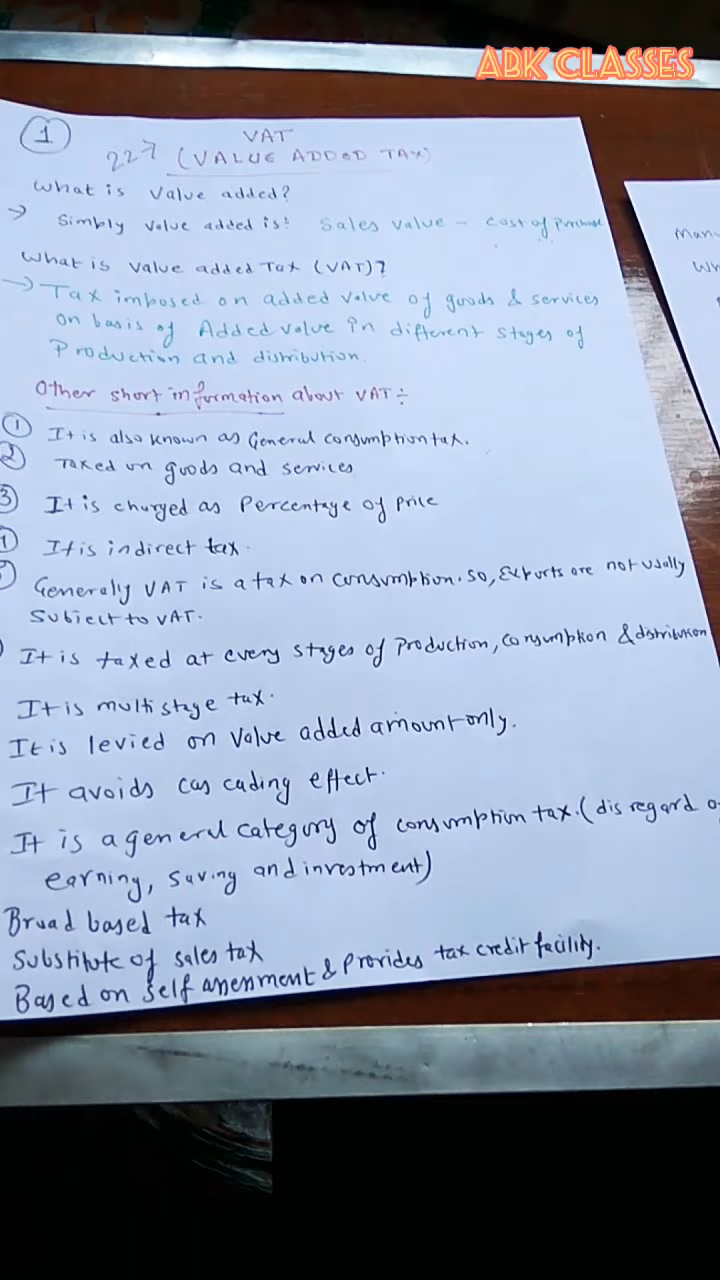 ABK CLASSES
①
VAT
227 (VALUE ADDED TAX)
What is Value added?
→ Simbly value added is: Sales value - cost of purchase
What is value added Tax (VAT)?
→ Tax imbosed on added value of goods & services
on basis of Added value in different stages of
Production and distribution.
Other short information about VAT ÷
① It is also known as General consumption tax.
② Taxed on goods and services
③ It is charged as Percentage of Price
It is indirect tax.
Generaly VAT is a tax on consumption. so, Exports are not usally
Subject to VAT.
It is taxed at every stages of Production, consumption & distribution
It is multistage tax.
It is levied on Value added amount only.
It avoids cascading effect.
It is a general category of consumption tax. (disregard of
earning, saving and investment)
Broad based tax
Substitute of sales tax
Based on self assesment & Provides tax credit facility.
Man
Wh